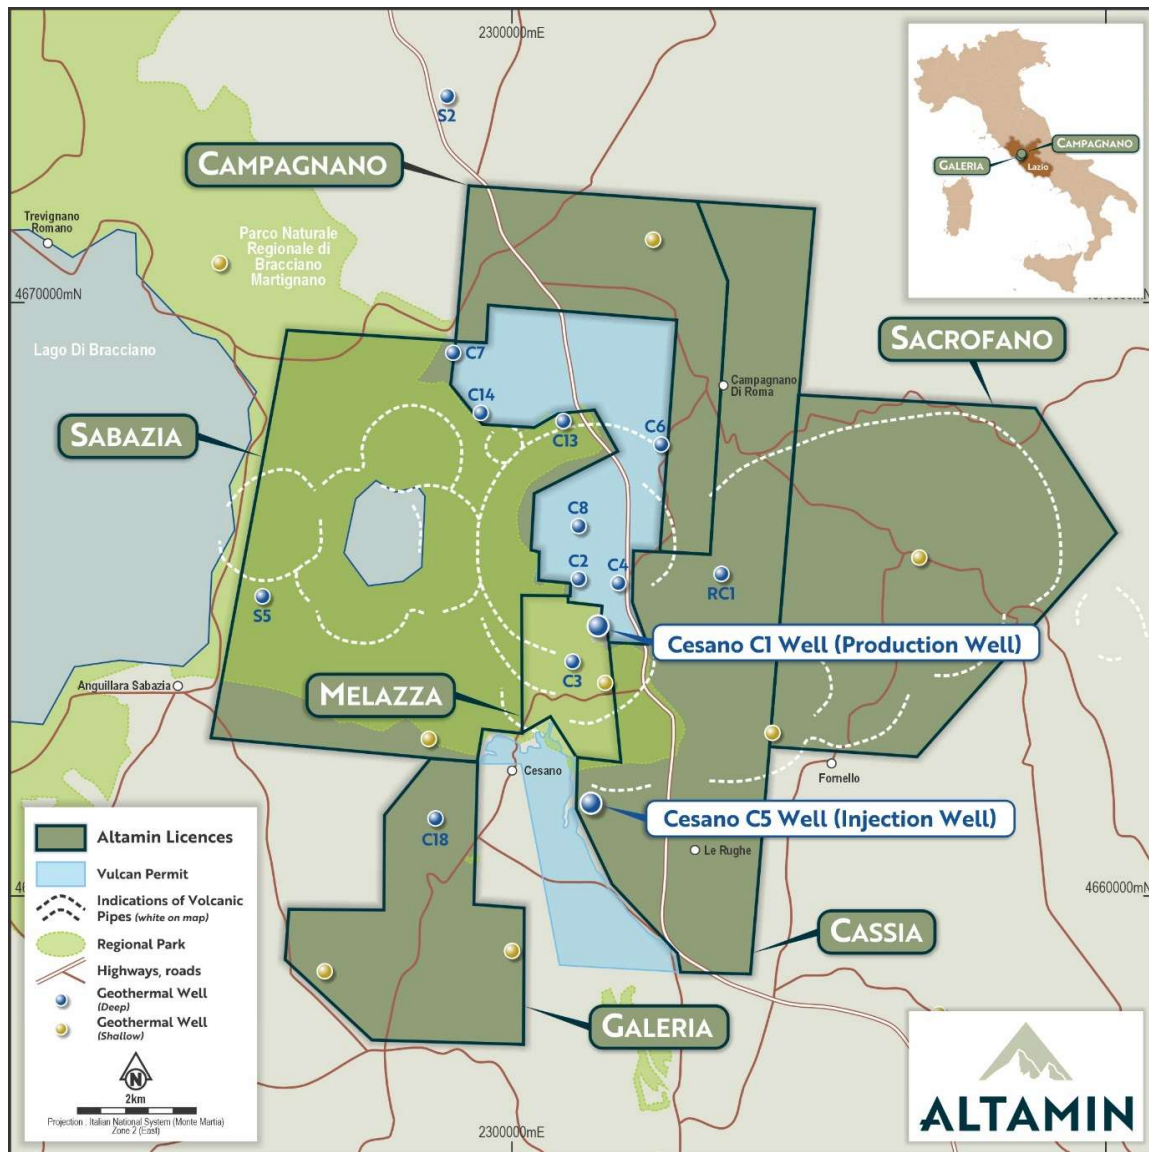 2300000mE
S2
CAMPAGNANO
CAMPAGNANO
GALERIA
Lazio
Trevignano
Romano
Parco Naturale
Regionale di
Bracciano
Martignano
4670000mN
Lago Di Bracciano
SACROFANO
C7
C14
Campagnano
Di Roma
SABAZIA
C13
C6
C8
C2
C4
RC1
S5
Cesano C1 Well (Production Well)
C3
Anguillara Sabazia
MELAZZA
Cesano
Fornello
Cesano C5 Well (Injection Well)
C18
Le Rughe
4660000mN
CASSIA
GALERIA
Altamin Licences
Vulcan Permit
Indications of Volcanic
Pipes (white on map)
Regional Park
Highways, roads
Geothermal Well
(Deep)
Geothermal Well
(Shallow)
N
2km
Projection : Italian National System (Monte Martia)
Zone 2 (East)
2300000mE
ALTAMIN